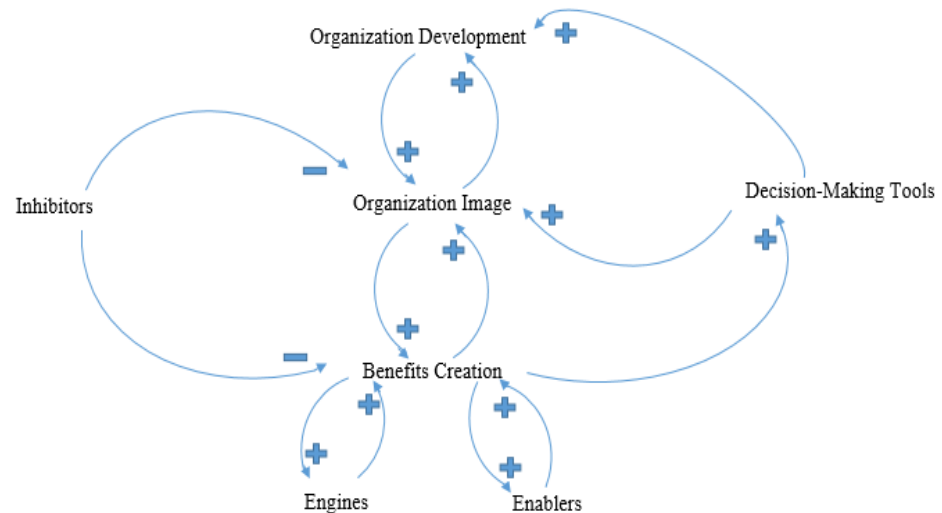 Organization Development
Inhibitors
Organization Image
Decision-Making Tools
Benefits Creation
Engines
Enablers